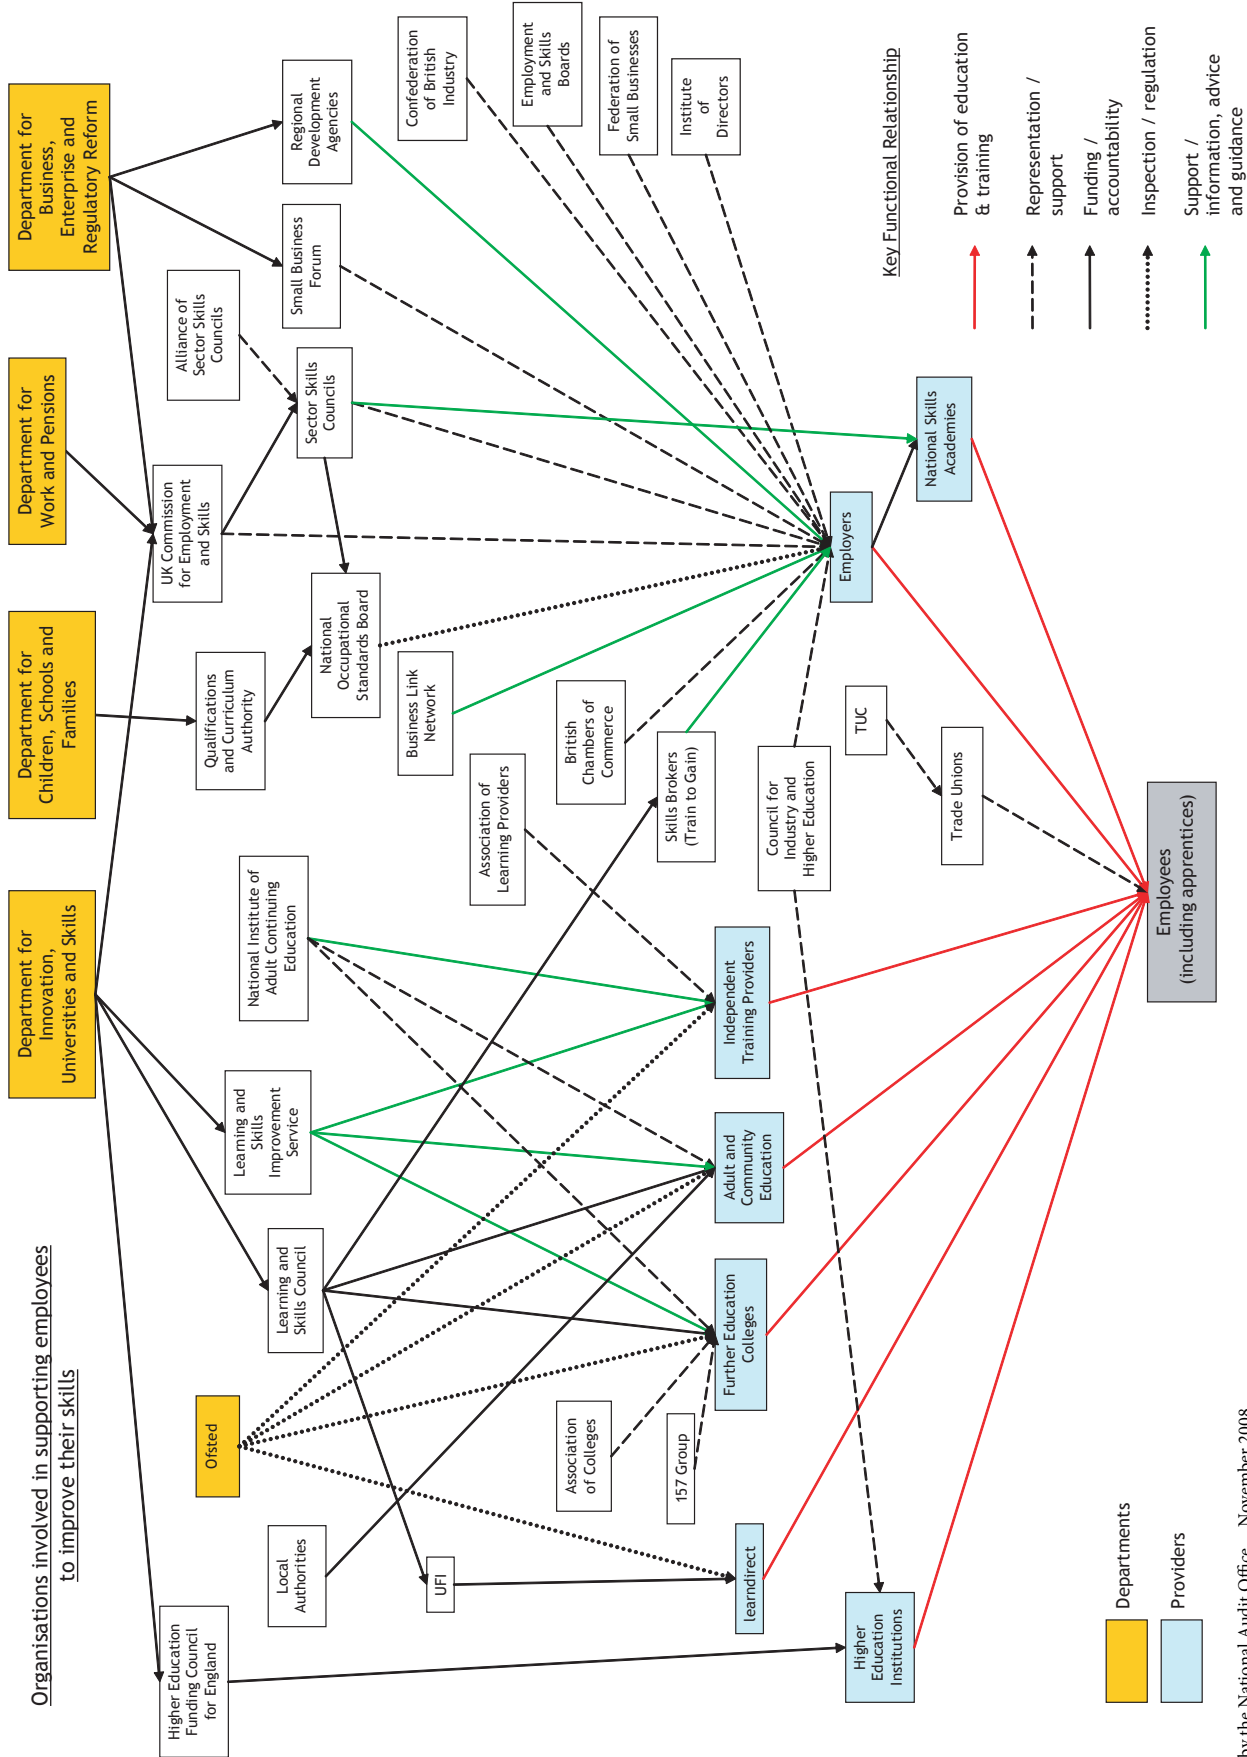 Organisations involved in supporting employees
to improve their skills
Department for
Innovation,
Universities and Skills
Department for
Children, Schools and
Families
Department for
Work and Pensions
Department for
Business,
Enterprise and
Regulatory Reform
Higher Education
Funding Council
for England
Ofsted
Local
Authorities
Learning and
Skills Council
Learning and
Skills
Improvement
Service
National Institute of
Adult Continuing
Education
Qualifications
and Curriculum
Authority
UK Commission
for Employment
and Skills
Alliance of
Sector Skills
Councils
Sector Skills
Councils
Small Business
Forum
Regional
Development
Agencies
National
Occupational
Standards Board
Confederation
of British
Industry
Employment
and Skills
Boards
Federation of
Small Businesses
Institute
of
Directors
UFI
Business Link
Network
Association of
Learning Providers
Association
of Colleges
British
Chambers of
Commerce
157 Group
Skills Brokers
(Train to Gain)
learndirect
Further Education
Colleges
Adult and
Community
Education
Independent
Training Providers
Council for
Industry and
Higher Education
Employers
Higher
Education
Institutions
TUC
Trade Unions
National Skills
Academies
Employees
(including apprentices)
Key Functional Relationship
Provision of education
& training
Representation /
support
Funding /
accountability
Inspection / regulation
Support /
information, advice
and guidance
Departments
Providers
by the National Audit Office November 2008